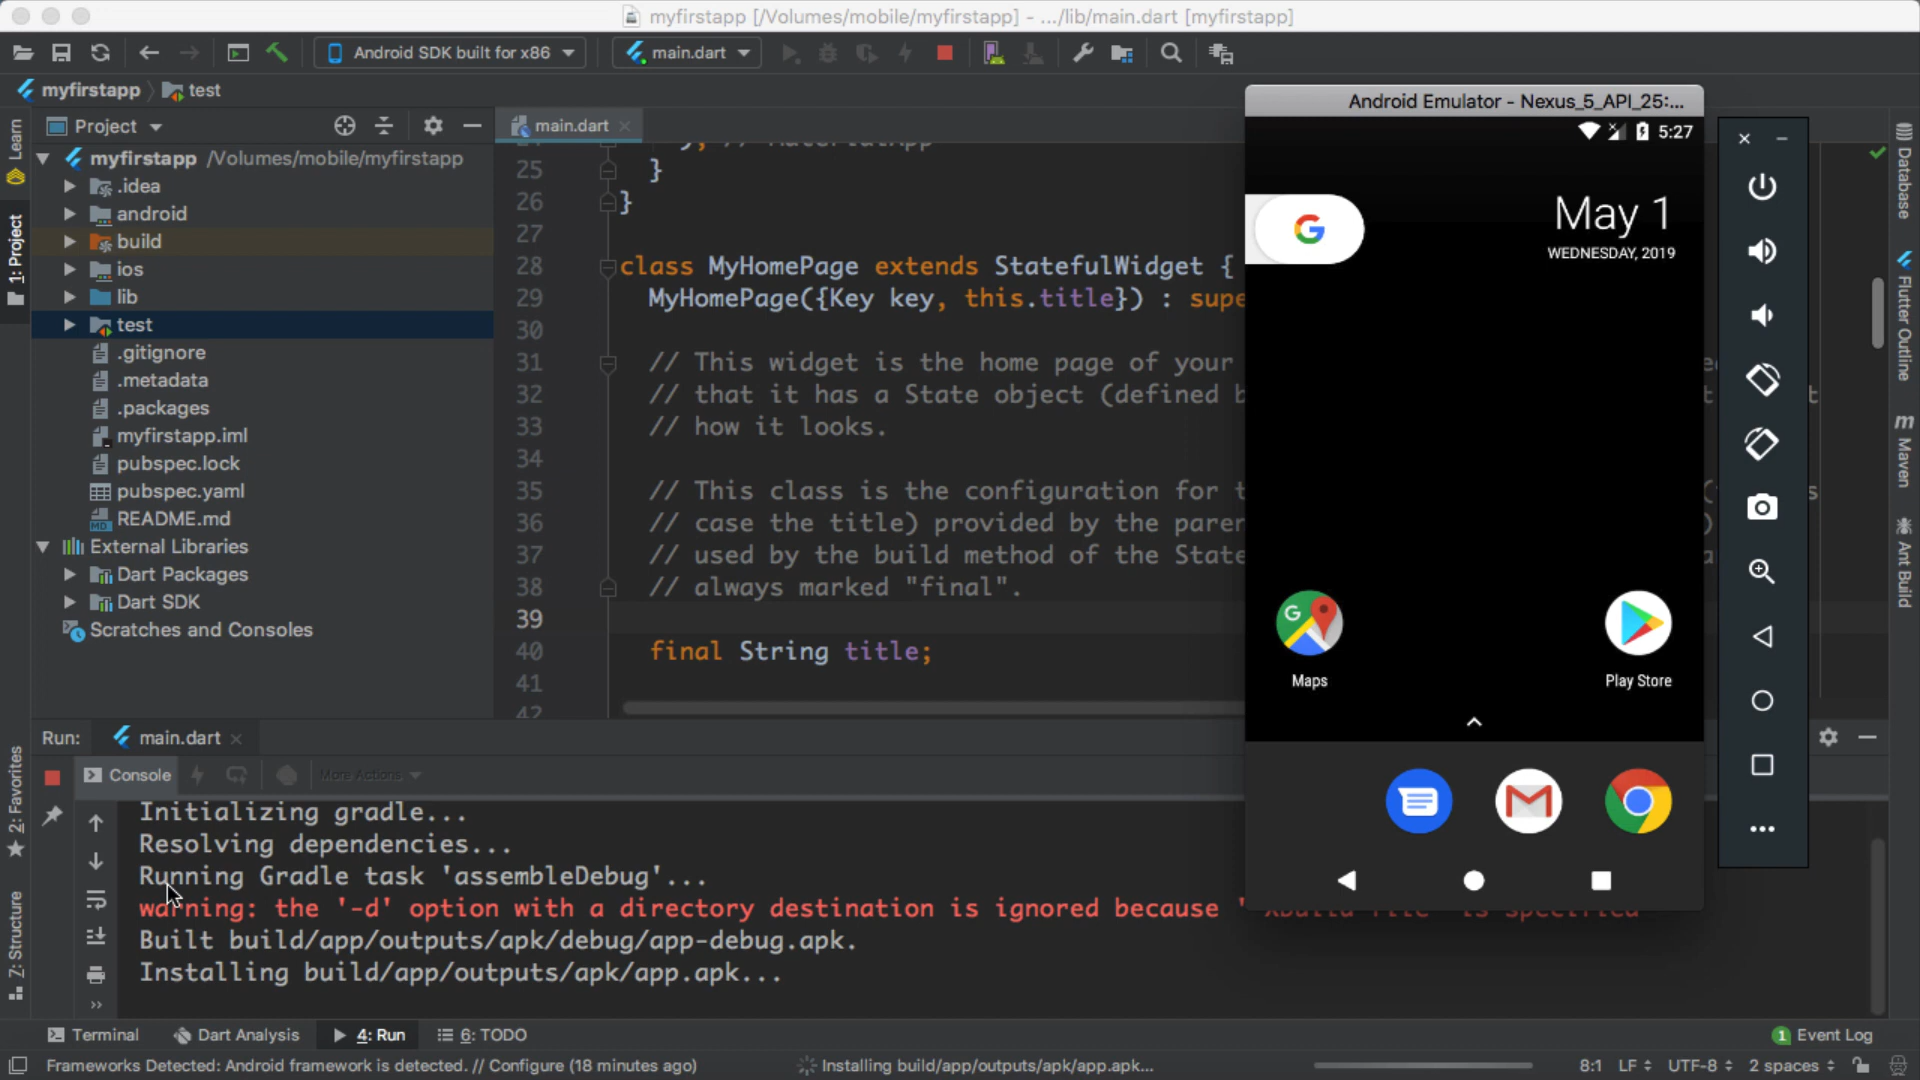 myfirstapp [/Volumes/mobile/myfirstapp] - .../lib/main.dart [myfirstapp]
Android SDK built for x86
main.dart
myfirstapp
test
Learn
1: Project
2: Favorites
Z: Structure
Project
myfirstapp /Volumes/mobile/myfirstapp
.idea
android
build
ios
lib
test
.gitignore
.metadata
.packages
myfirstapp.iml
pubspec.lock
pubspec.yaml
README.md
External Libraries
Dart Packages
Dart SDK
Scratches and Consoles
main.dart
25 }
26 }
27
28 class MyHomePage extends StatefulWidget {
29 MyHomePage({Key key, this.title}) : supe
30
31 // This widget is the home page of your
32 // that it has a State object (defined b
33 // how it looks.
34
35 // This class is the configuration for t
36 // case the title) provided by the paren
37 // used by the build method of the State
38 // always marked "final".
39
40 final String title;
41
42
Android Emulator - Nexus_5_API_25:...
5:27
G
May 1
WEDNESDAY, 2019
Maps
Play Store
Database
Flutter Outline
Maven
Ant Build
Run:
main.dart
Console
More Actions
Initializing gradle...
Resolving dependencies...
Running Gradle task 'assembleDebug'...
warning: the '-d' option with a directory destination is ignored because '-Xbuild-file' is specified
Built build/app/outputs/apk/debug/app-debug.apk.
Installing build/app/outputs/apk/app.apk...
Terminal
Dart Analysis
4: Run
6: TODO
1 Event Log
Frameworks Detected: Android framework is detected. // Configure (18 minutes ago)
Installing build/app/outputs/apk/app.apk...
8:1
LF
UTF-8
2 spaces